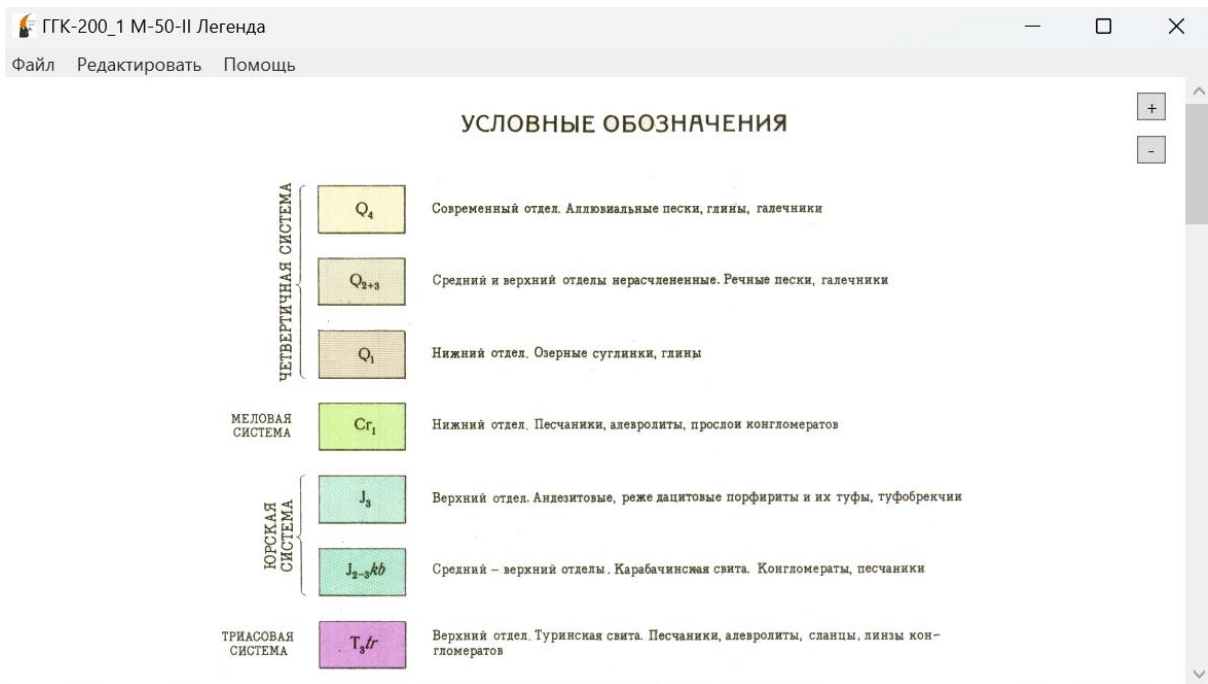 ГГК-200_1 М-50-II Легенда
Файл Редактировать Помощь
+
-
УСЛОВНЫЕ ОБОЗНАЧЕНИЯ
ЧЕТВЕРТИЧНАЯ СИСТЕМА
Q₄ Современный отдел. Аллювиальные пески, глины, галечники
Q₂₊₃ Средний и верхний отделы нерасчлененные. Речные пески, галечники
Q₁ Нижний отдел. Озерные суглинки, глины
МЕЛОВАЯ
СИСТЕМА
Cr₁ Нижний отдел. Песчаники, алевролиты, прослои конгломератов
ЮРСКАЯ
СИСТЕМА
J₃ Верхний отдел. Андезитовые, реже дацитовые порфириты и их туфы, туфобрекчии
J₂₋₃kb Средний – верхний отделы. Карабачинская свита. Конгломераты, песчаники
ТРИАСОВАЯ
СИСТЕМА
T₃tr Верхний отдел. Туринская свита. Песчаники, алевролиты, сланцы, линзы кон-
гломератов